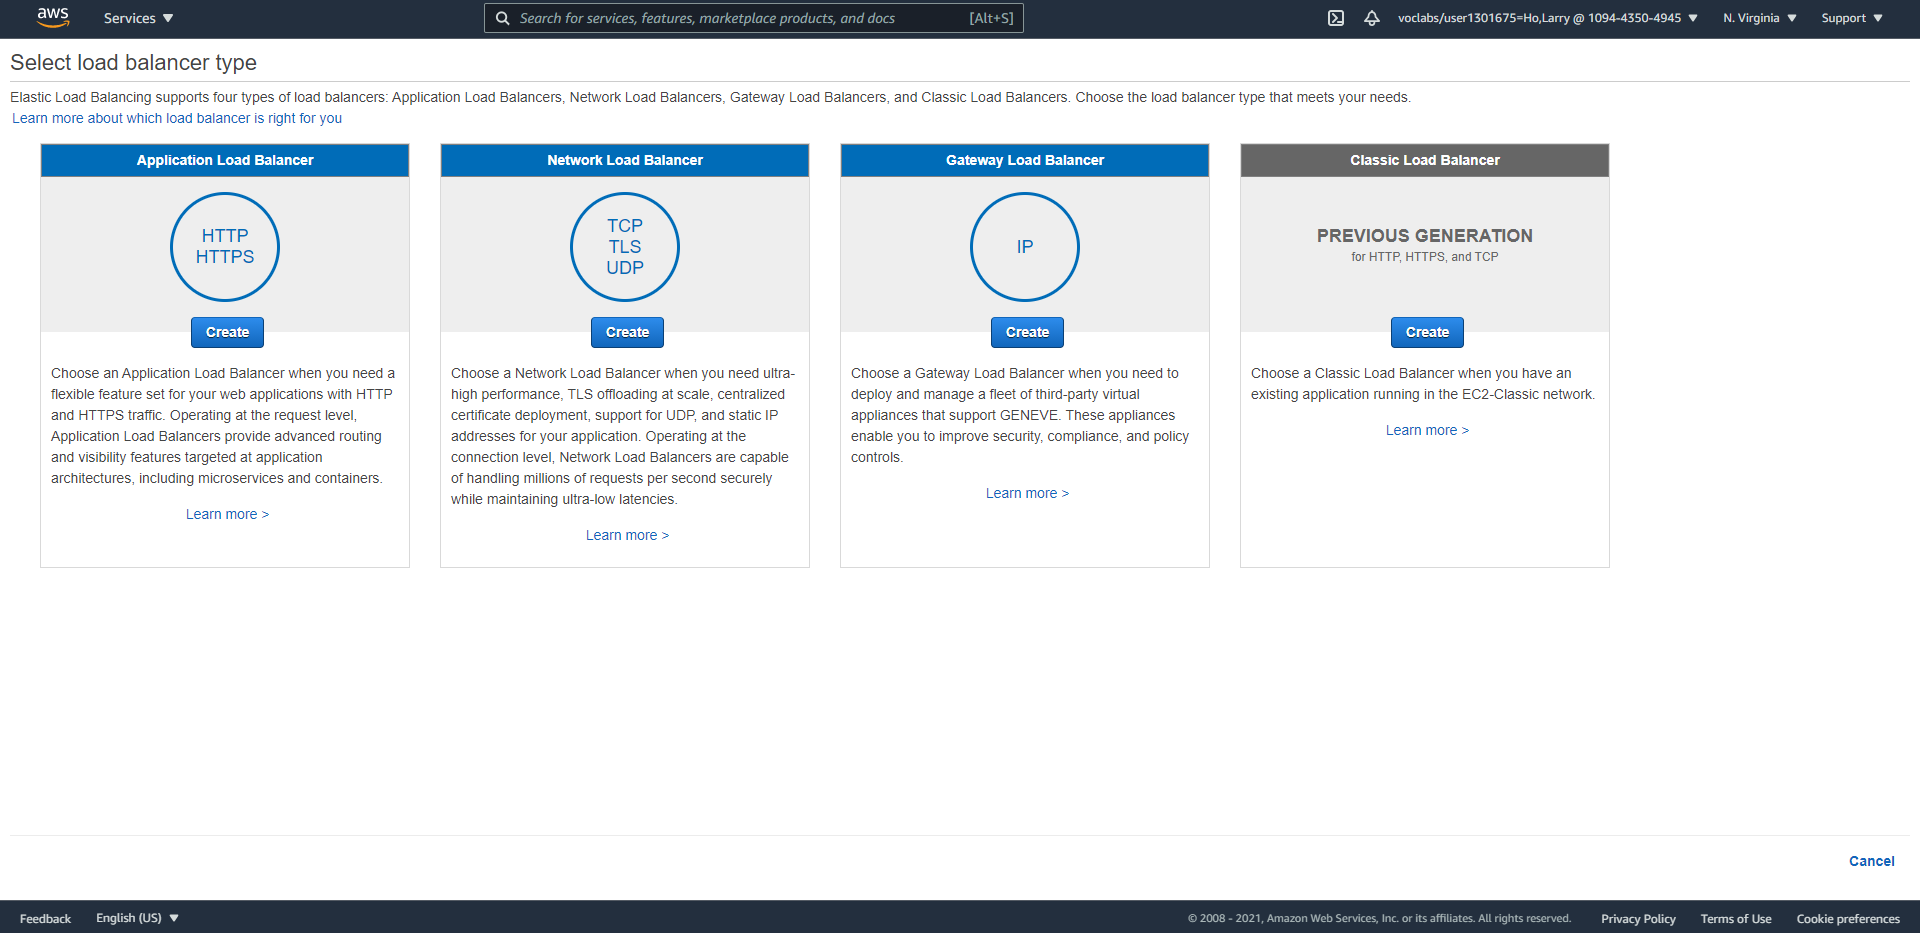 aws Services Search for services, features, marketplace products, and docs [Alt+S] voclabs/user1301675=Ho,Larry @ 1094-4350-4945 N. Virginia Support
Select load balancer type
Elastic Load Balancing supports four types of load balancers: Application Load Balancers, Network Load Balancers, Gateway Load Balancers, and Classic Load Balancers. Choose the load balancer type that meets your needs.
Learn more about which load balancer is right for you
Application Load Balancer
HTTP
HTTPS
Create
Choose an Application Load Balancer when you need a
flexible feature set for your web applications with HTTP
and HTTPS traffic. Operating at the request level,
Application Load Balancers provide advanced routing
and visibility features targeted at application
architectures, including microservices and containers.
Learn more >
Network Load Balancer
TCP
TLS
UDP
Create
Choose a Network Load Balancer when you need ultra-
high performance, TLS offloading at scale, centralized
certificate deployment, support for UDP, and static IP
addresses for your application. Operating at the
connection level, Network Load Balancers are capable
of handling millions of requests per second securely
while maintaining ultra-low latencies.
Learn more >
Gateway Load Balancer
IP
Create
Choose a Gateway Load Balancer when you need to
deploy and manage a fleet of third-party virtual
appliances that support GENEVE. These appliances
enable you to improve security, compliance, and policy
controls.
Learn more >
Classic Load Balancer
PREVIOUS GENERATION
for HTTP, HTTPS, and TCP
Create
Choose a Classic Load Balancer when you have an
existing application running in the EC2-Classic network.
Learn more >
Cancel
Feedback English (US) © 2008 - 2021, Amazon Web Services, Inc. or its affiliates. All rights reserved. Privacy Policy Terms of Use Cookie preferences